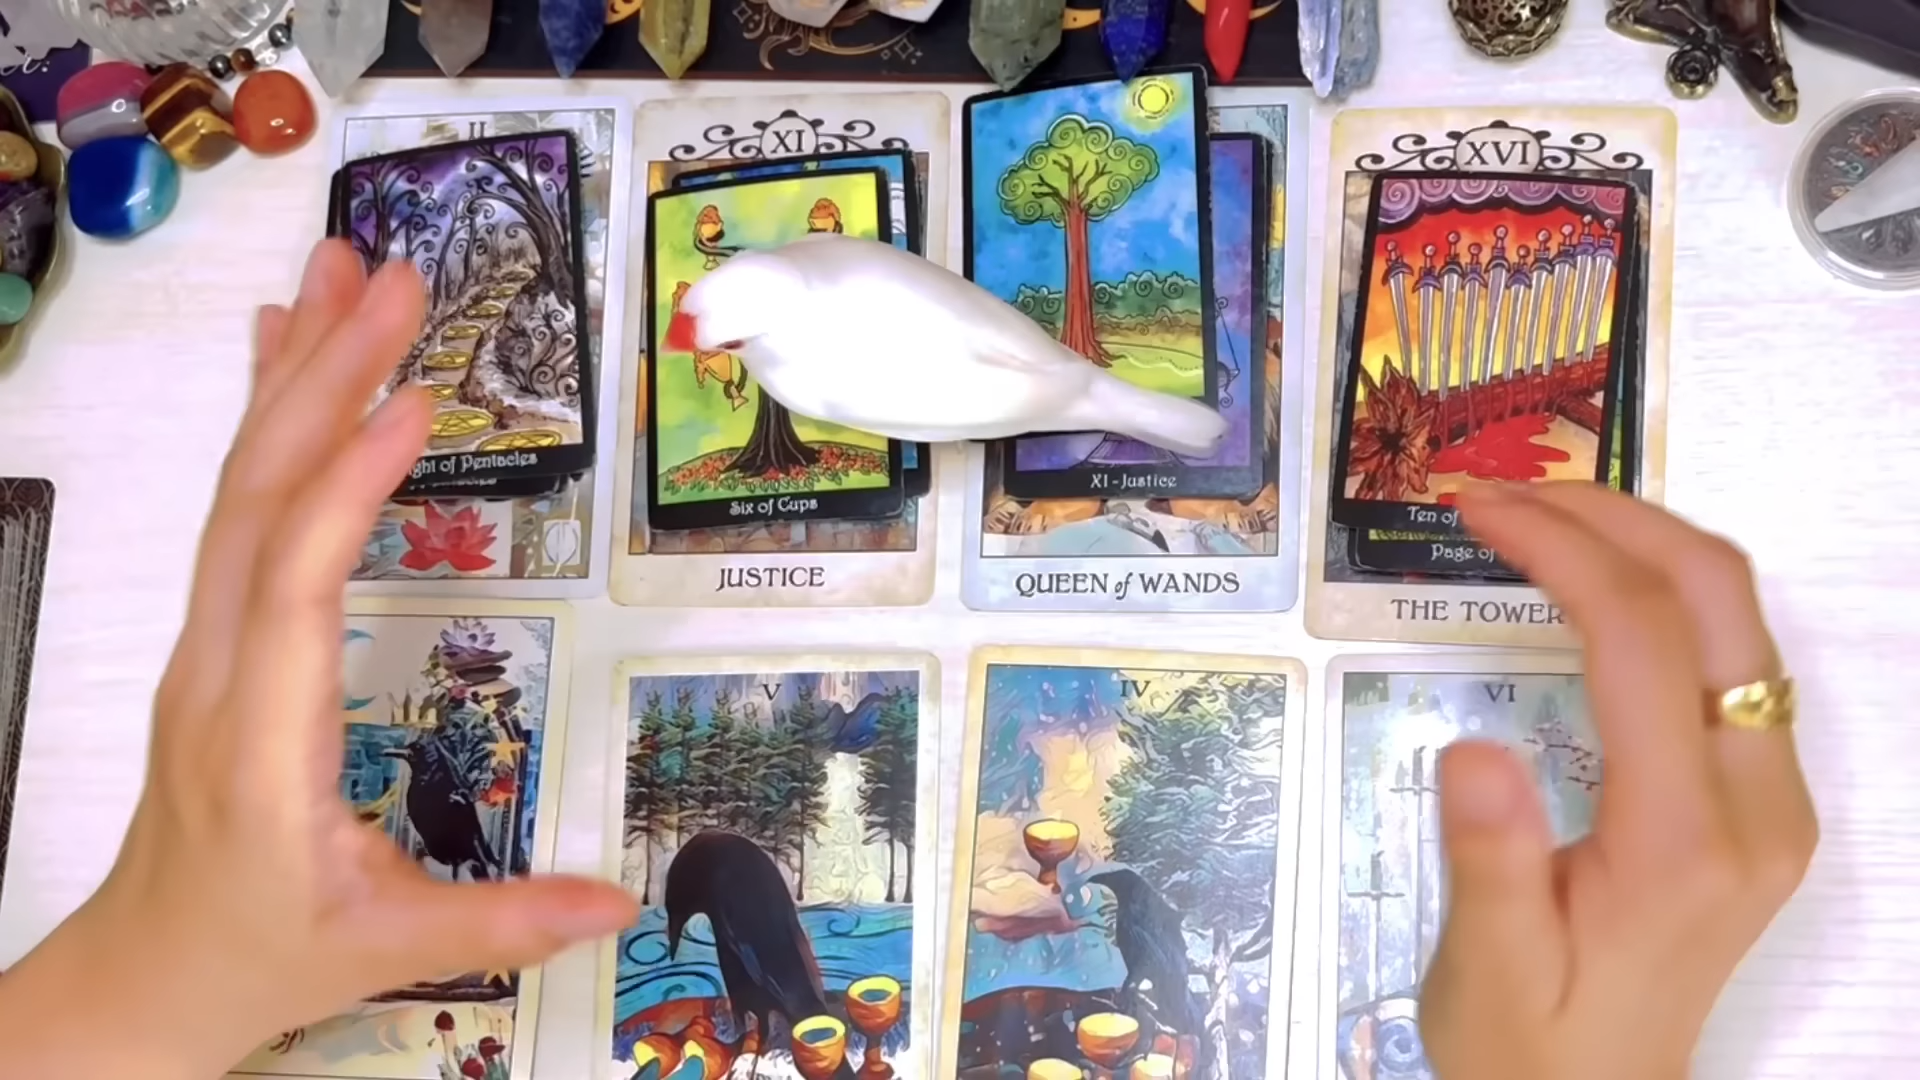 II
XI
XVI
ght of Pentacles
Six of Cups
XI-Justice
Ten of
Page of
JUSTICE
QUEEN of WANDS
THE TOWER
V
IV
VI